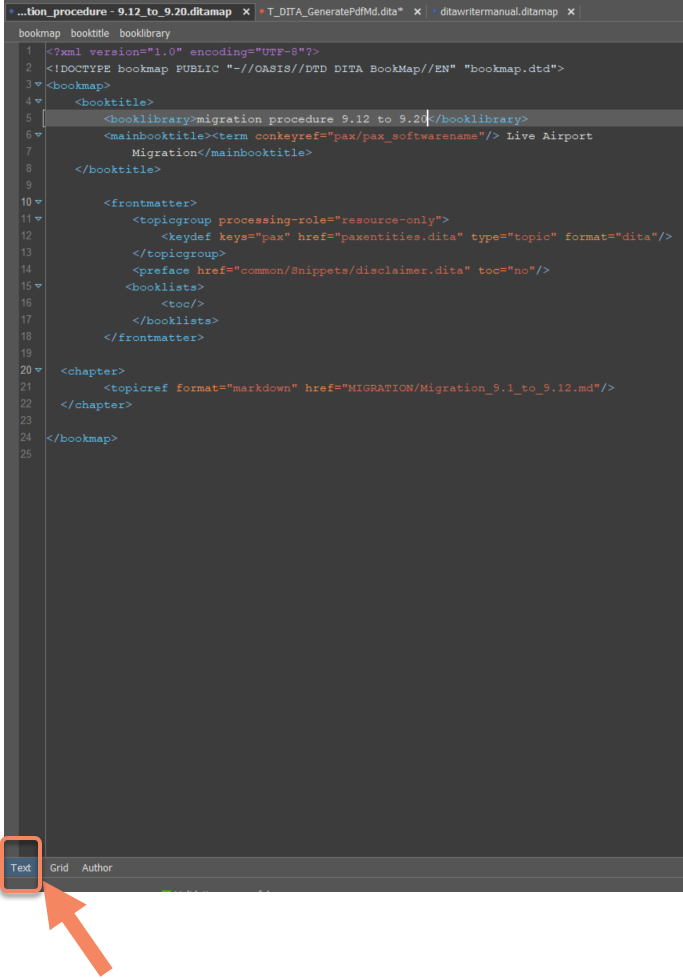 ...tion_procedure - 9.12_to_9.20.ditamap × T_DITA_GeneratePdfMd.dita* × ditawritermanual.ditamap ×
bookmap booktitle booklibrary
1 <?xml version="1.0" encoding="UTF-8"?>
2 <!DOCTYPE bookmap PUBLIC "-//OASIS//DTD DITA BookMap//EN" "bookmap.dtd">
3 <bookmap>
4 <booktitle>
5 <booklibrary>migration procedure 9.12 to 9.20</booklibrary>
6 <mainbooktitle><term conkeyref="pax/pax_softwarename"/> Live Airport
7 Migration</mainbooktitle>
8 </booktitle>
9
10 <frontmatter>
11 <topicgroup processing-role="resource-only">
12 <keydef keys="pax" href="paxentities.dita" type="topic" format="dita"/>
13 </topicgroup>
14 <preface href="common/Snippets/disclaimer.dita" toc="no"/>
15 <booklists>
16 <toc/>
17 </booklists>
18 </frontmatter>
19
20 <chapter>
21 <topicref format="markdown" href="MIGRATION/Migration_9.1_to_9.12.md"/>
22 </chapter>
23
24 </bookmap>
25
Text Grid Author